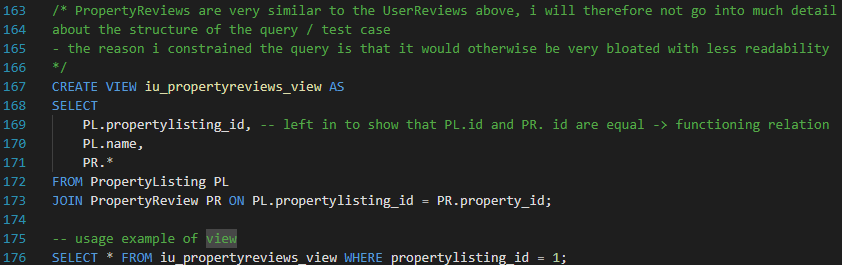 163 /* PropertyReviews are very similar to the UserReviews above, i will therefore not go into much detail
164 about the structure of the query / test case
165 - the reason i constrained the query is that it would otherwise be very bloated with less readability
166 */
167 CREATE VIEW iu_propertyreviews_view AS
168 SELECT
169     PL.propertylisting_id, -- left in to show that PL.id and PR. id are equal -> functioning relation
170     PL.name,
171     PR.*
172 FROM PropertyListing PL
173 JOIN PropertyReview PR ON PL.propertylisting_id = PR.property_id;
174
175 -- usage example of view
176 SELECT * FROM iu_propertyreviews_view WHERE propertylisting_id = 1;